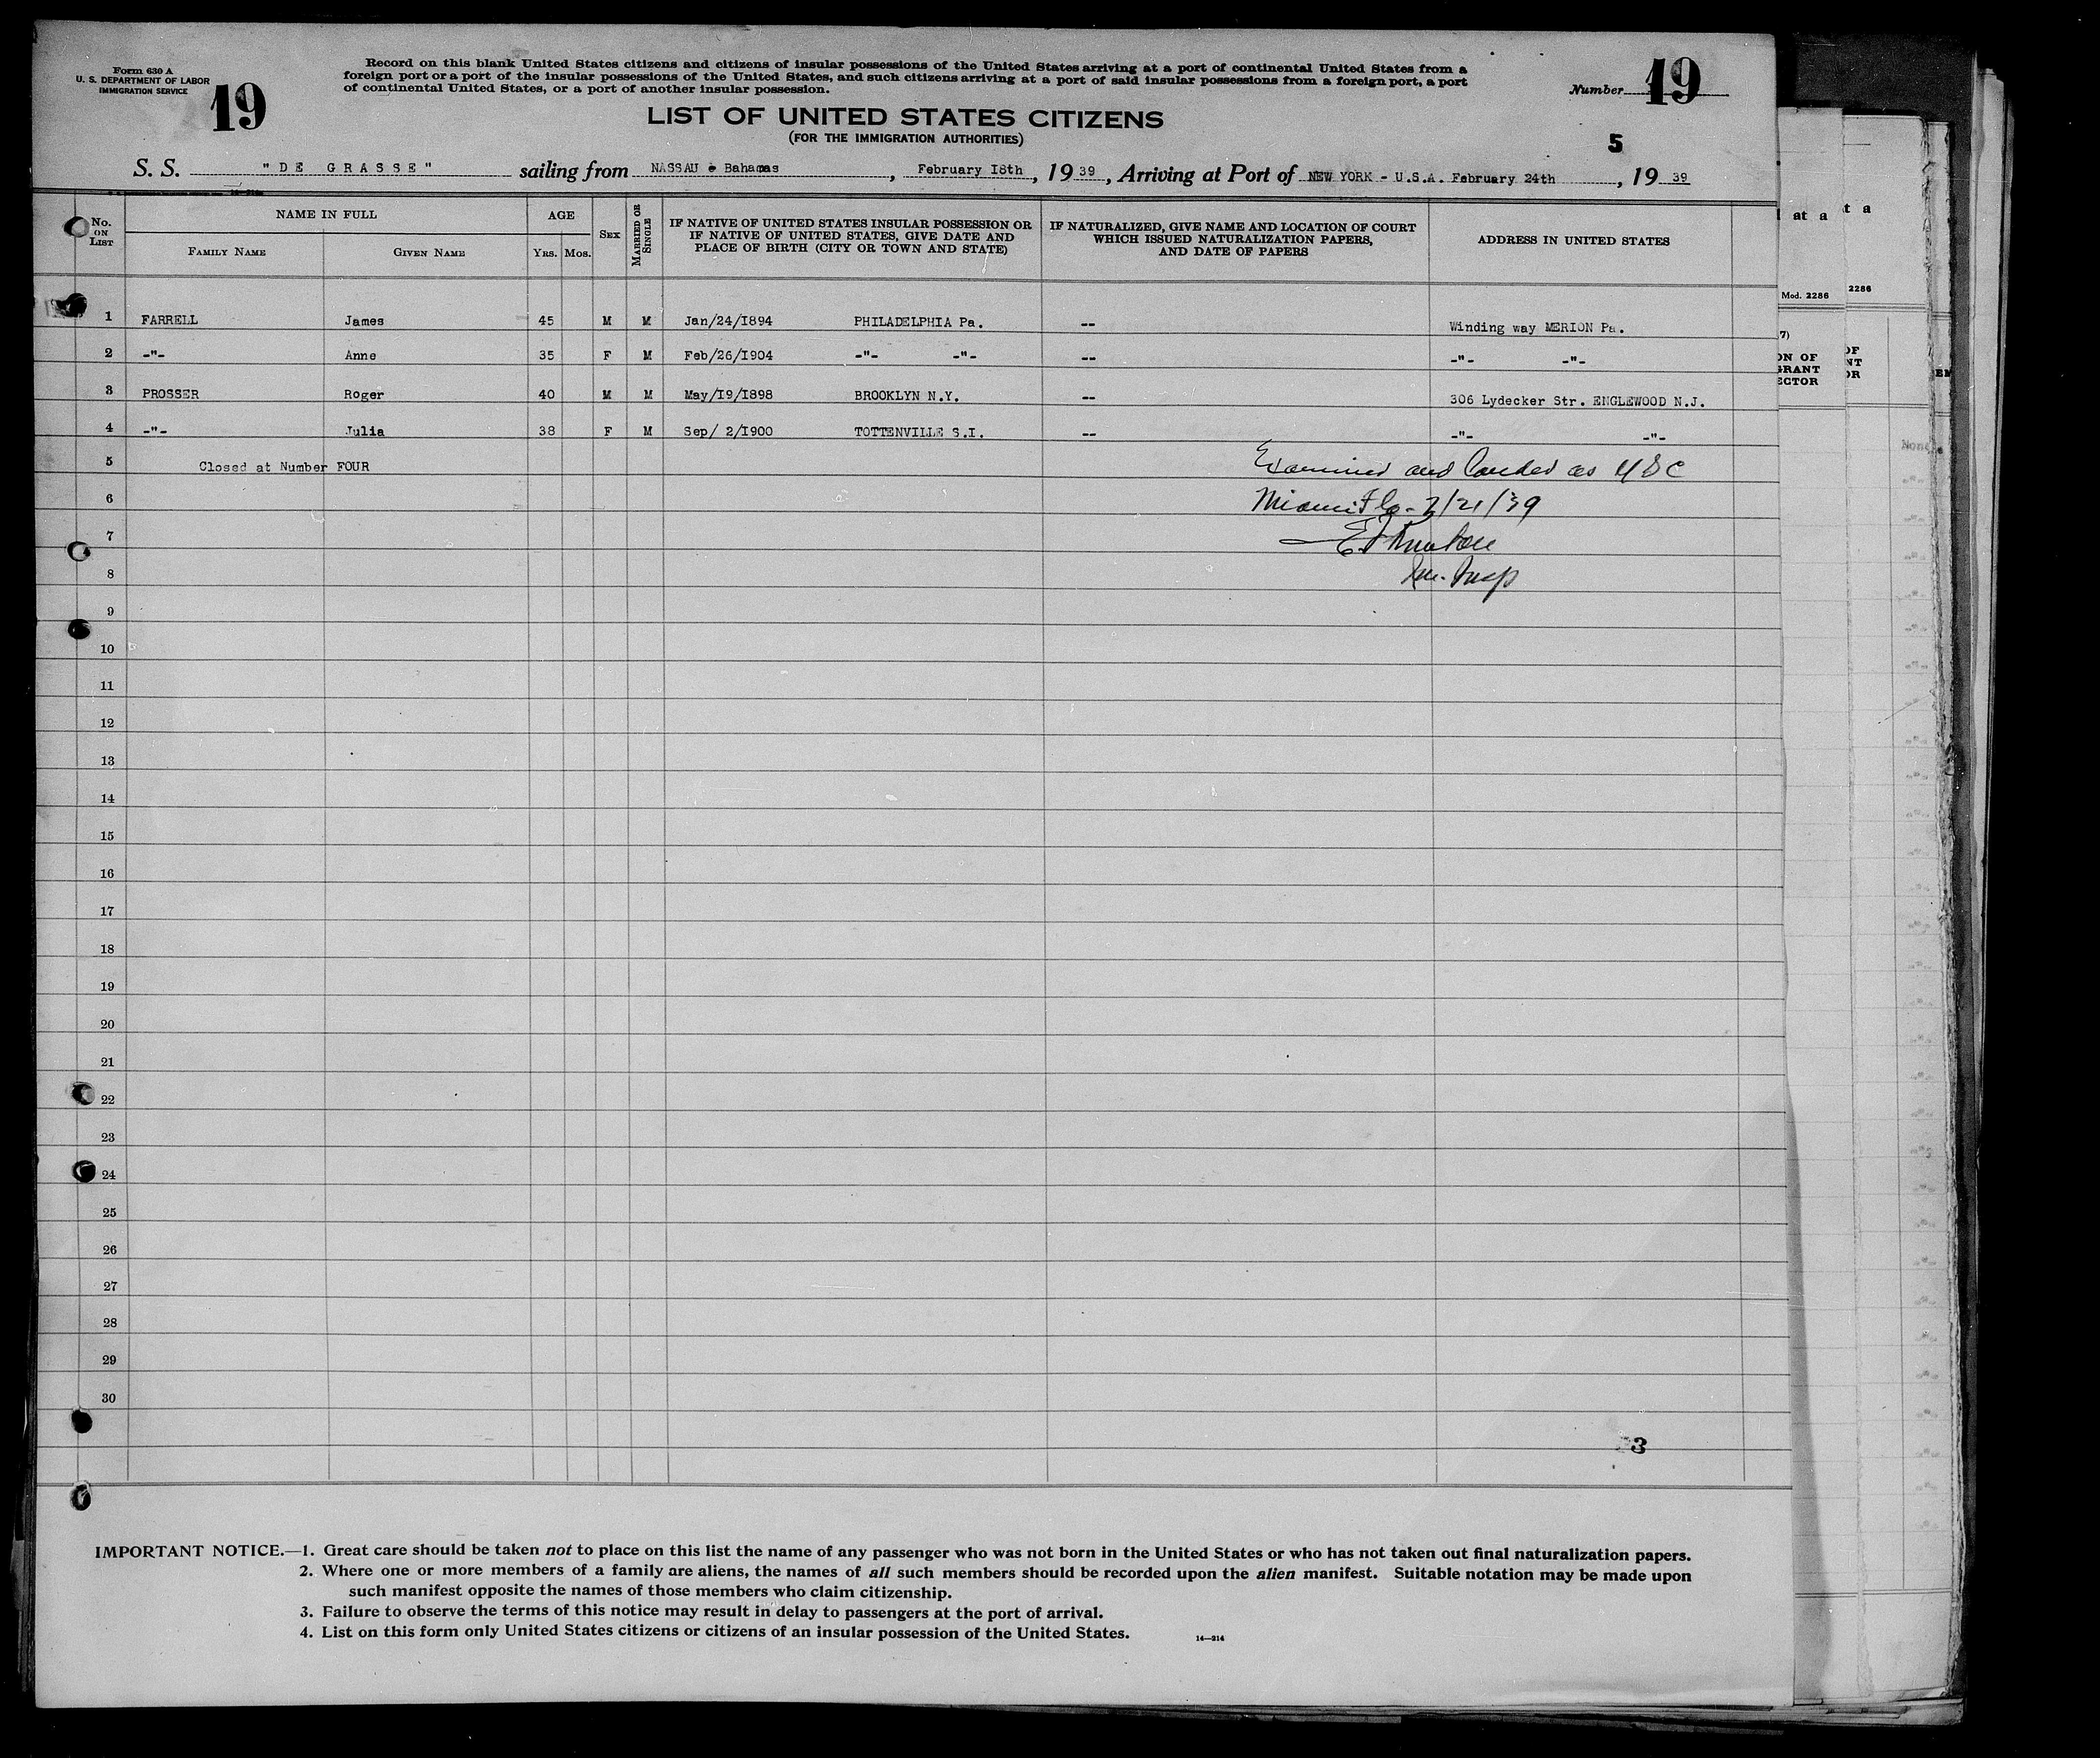 Form 630 A
U. S. DEPARTMENT OF LABOR
IMMIGRATION SERVICE
19
Record on this blank United States citizens and citizens of insular possessions of the United States arriving at a port of continental United States from a
foreign port or a port of the insular possessions of the United States, and such citizens arriving at a port of said insular possessions from a foreign port, a port
of continental United States, or a port of another insular possession.
Number 19
LIST OF UNITED STATES CITIZENS
(FOR THE IMMIGRATION AUTHORITIES)
5
S. S. "DE GRASSE" sailing from NASSAU Bahamas, February I8th, 19 39, Arriving at Port of NEW YORK - U.S.A. February 24th, 19 39
No. ON LIST
NAME IN FULL
FAMILY NAME
GIVEN NAME
AGE
YRS.
MOS.
SEX
MARRIED OR SINGLE
IF NATIVE OF UNITED STATES INSULAR POSSESSION OR
IF NATIVE OF UNITED STATES, GIVE DATE AND
PLACE OF BIRTH (CITY OR TOWN AND STATE)
IF NATURALIZED, GIVE NAME AND LOCATION OF COURT
WHICH ISSUED NATURALIZATION PAPERS,
AND DATE OF PAPERS
ADDRESS IN UNITED STATES
1 FARRELL James 45 M M Jan/24/I894 PHILADELPHIA Pa. -- Winding way MERION Pa.
2 -"- Anne 35 F M Feb/26/I904 -"- -"- -- -"- -"-
3 PROSSER Roger 40 M M May/I9/I898 BROOKLYN N.Y. -- 306 Lydecker Str. ENGLEWOOD N.J.
4 -"- Julia 38 F M Sep/ 2/I900 TOTTENVILLE S.I. -- -"- -"-
5 Closed at Number FOUR Examined and landed as USC
6 Miami Fla - 2/21/39
7
8 Imm. Insp
9
10
11
12
13
14
15
16
17
18
19
20
21
22
23
24
25
26
27
28
29
30
3
IMPORTANT NOTICE.—1. Great care should be taken not to place on this list the name of any passenger who was not born in the United States or who has not taken out final naturalization papers.
2. Where one or more members of a family are aliens, the names of all such members should be recorded upon the alien manifest. Suitable notation may be made upon
such manifest opposite the names of those members who claim citizenship.
3. Failure to observe the terms of this notice may result in delay to passengers at the port of arrival.
4. List on this form only United States citizens or citizens of an insular possession of the United States.
14—214
at a
t a
Mod. 2286
2286